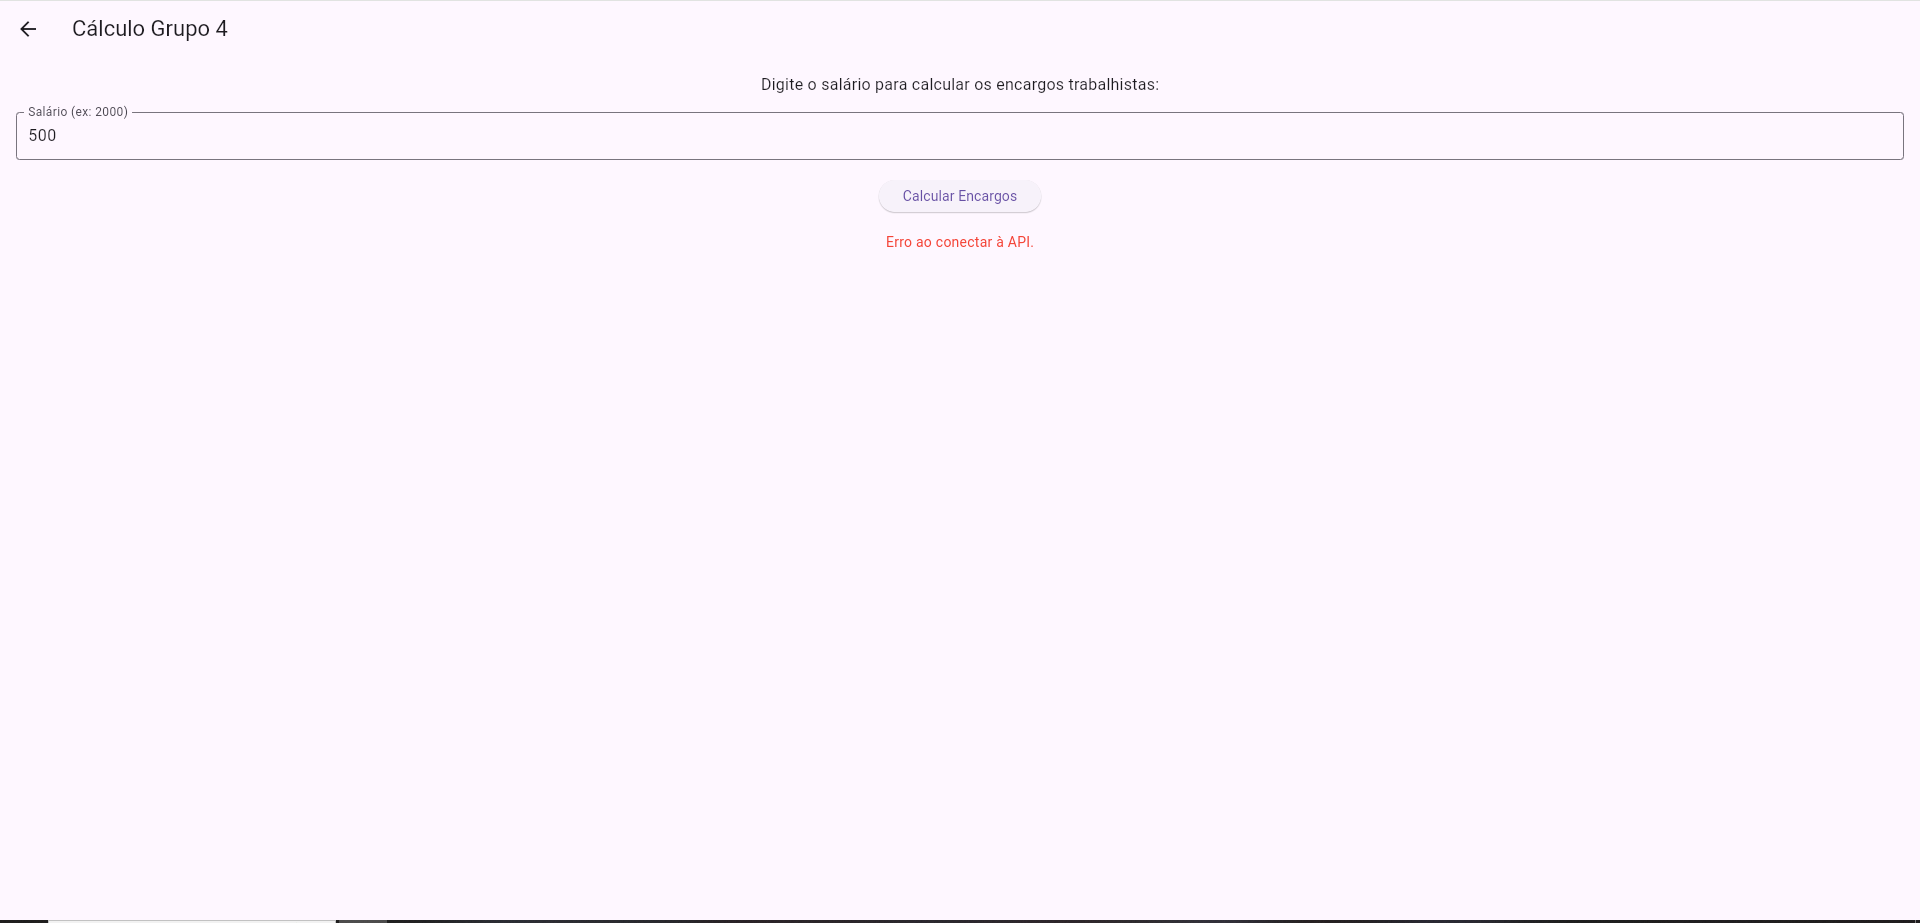 Cálculo Grupo 4
Digite o salário para calcular os encargos trabalhistas:
Salário (ex: 2000)
500
Calcular Encargos
Erro ao conectar à API.